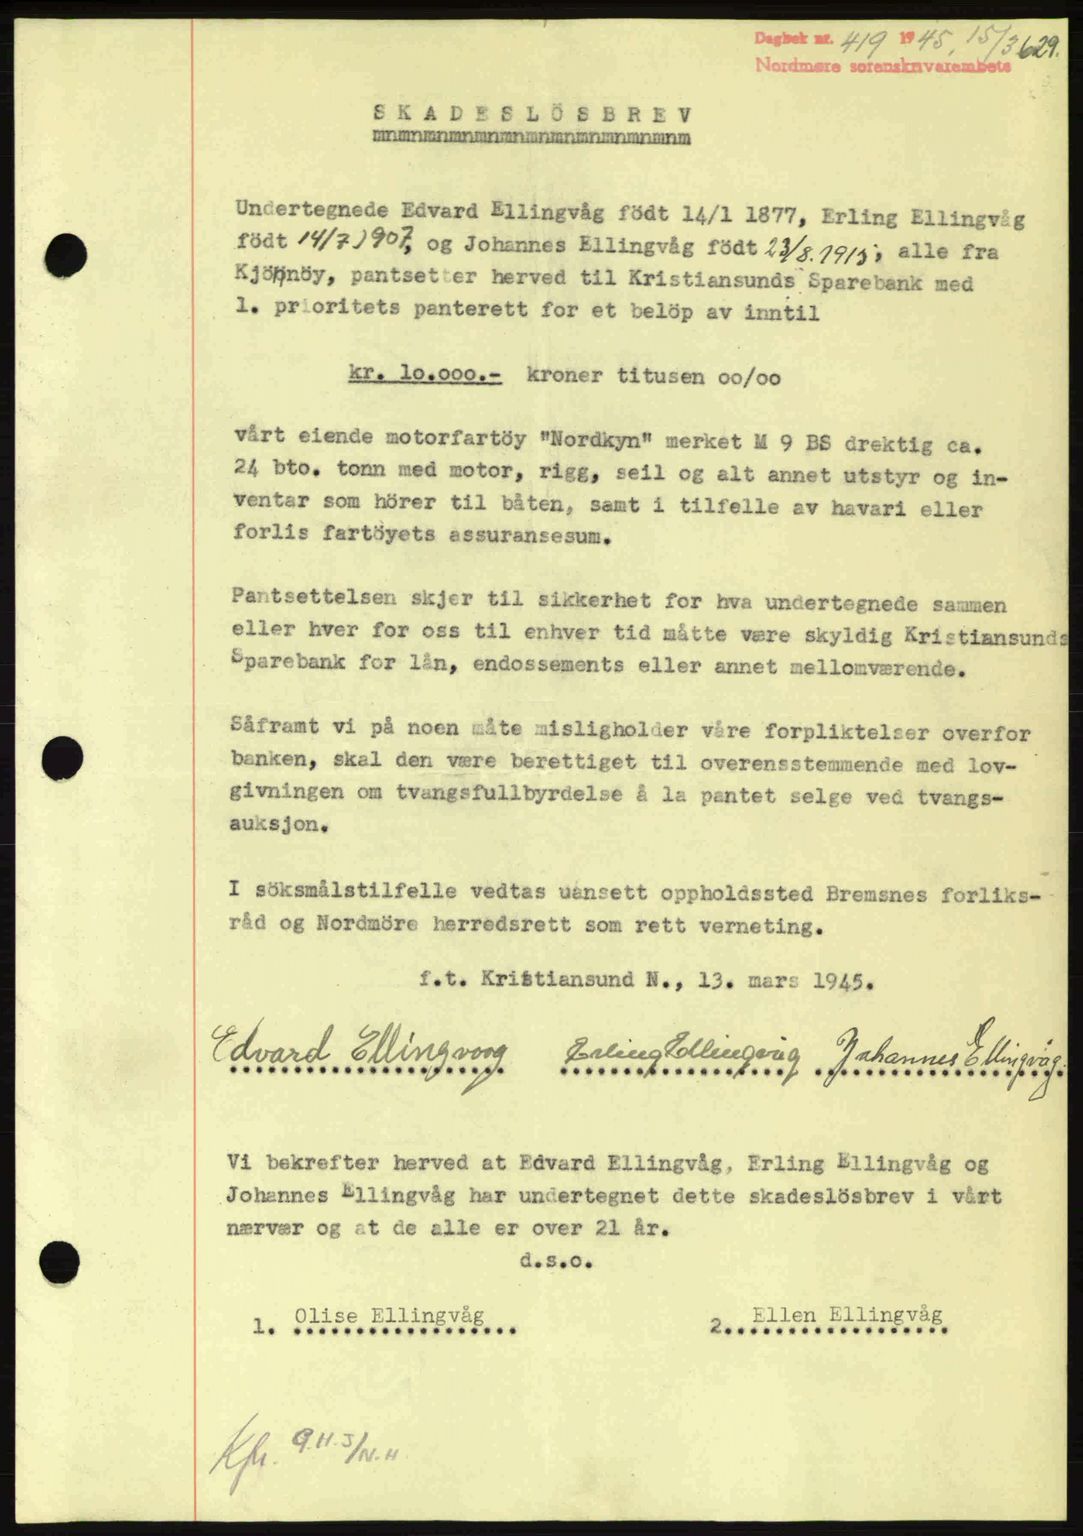 Dagbok nr. 419 1945, 15/3 629.
Nordmøre sorenskriverembete
SKADESLÖSBREV
mnmnmnmnmnmnmnmnmnmnmnmnm
Undertegnede Edvard Ellingvåg födt 14/1 1877, Erling Ellingvåg
födt 14/7 1907, og Johannes Ellingvåg födt 23/8.1915, alle fra
Kjönnöy, pantsetter herved til Kristiansunds Sparebank med
1. prioritets panterett for et belöp av inntil
kr. 10.000.- kroner titusen oo/oo
vårt eiende motorfartöy "Nordkyn" merket M 9 BS drektig ca.
24 bto. tonn med motor, rigg, seil og alt annet utstyr og in-
ventar som hörer til båten, samt i tilfelle av havari eller
forlis fartöyets assuransesum.
Pantsettelsen skjer til sikkerhet for hva undertegnede sammen
eller hver for oss til enhver tid måtte være skyldig Kristiansunds
Sparebank for lån, endossements eller annet mellomværende.
Såframt vi på noen måte misligholder våre forpliktelser overfor
banken, skal den være berettiget til overensstemmende med lov-
givningen om tvangsfullbyrdelse å la pantet selge ved tvangs-
auksjon.
I söksmålstilfelle vedtas uansett oppholdssted Bremsnes forliks-
råd og Nordmöre herredsrett som rett verneting.
f.t. Kristiansund N., 13. mars 1945.
Edvard Ellingvoog Erling Ellingvåg Johannes Ellingvåg.
Vi bekrefter herved at Edvard Ellingvåg, Erling Ellingvåg og
Johannes Ellingvåg har undertegnet dette skadeslösbrev i vårt
nærvær og at de alle er over 21 år.
d.s.o.
1. Olise Ellingvåg 2. Ellen Ellingvåg
9.H.J/N.H